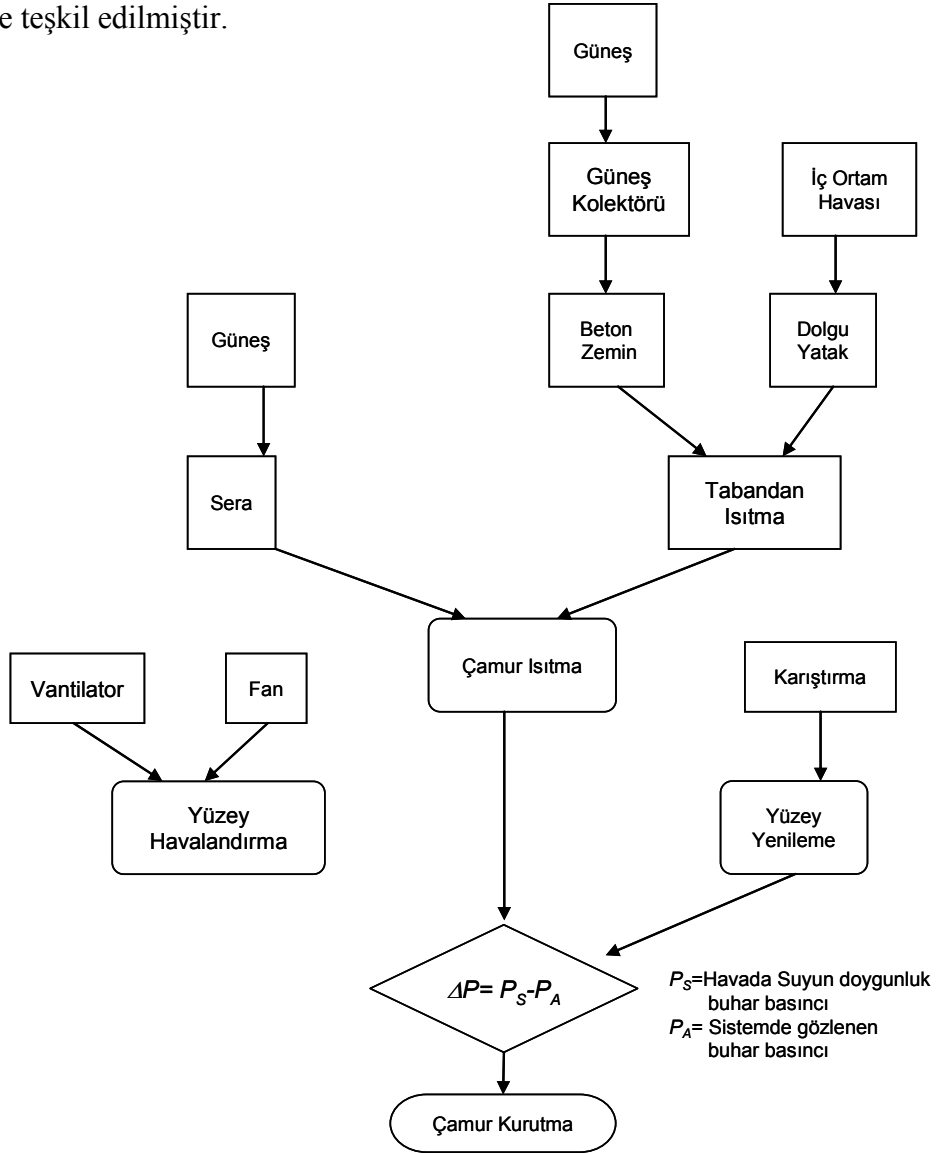 e teşkil edilmiştir.
Güneş
Güneş
Kolektörü
İç Ortam
Havası
Güneş
Beton
Zemin
Dolgu
Yatak
Sera
Tabandan
Isıtma
Vantilator
Fan
Çamur Isıtma
Karıştırma
Yüzey
Havalandırma
Yüzey
Yenileme
ΔP= PS-PA
PS=Havada Suyun doygunluk
buhar basıncı
PA= Sistemde gözlenen
buhar basıncı
Çamur Kurutma